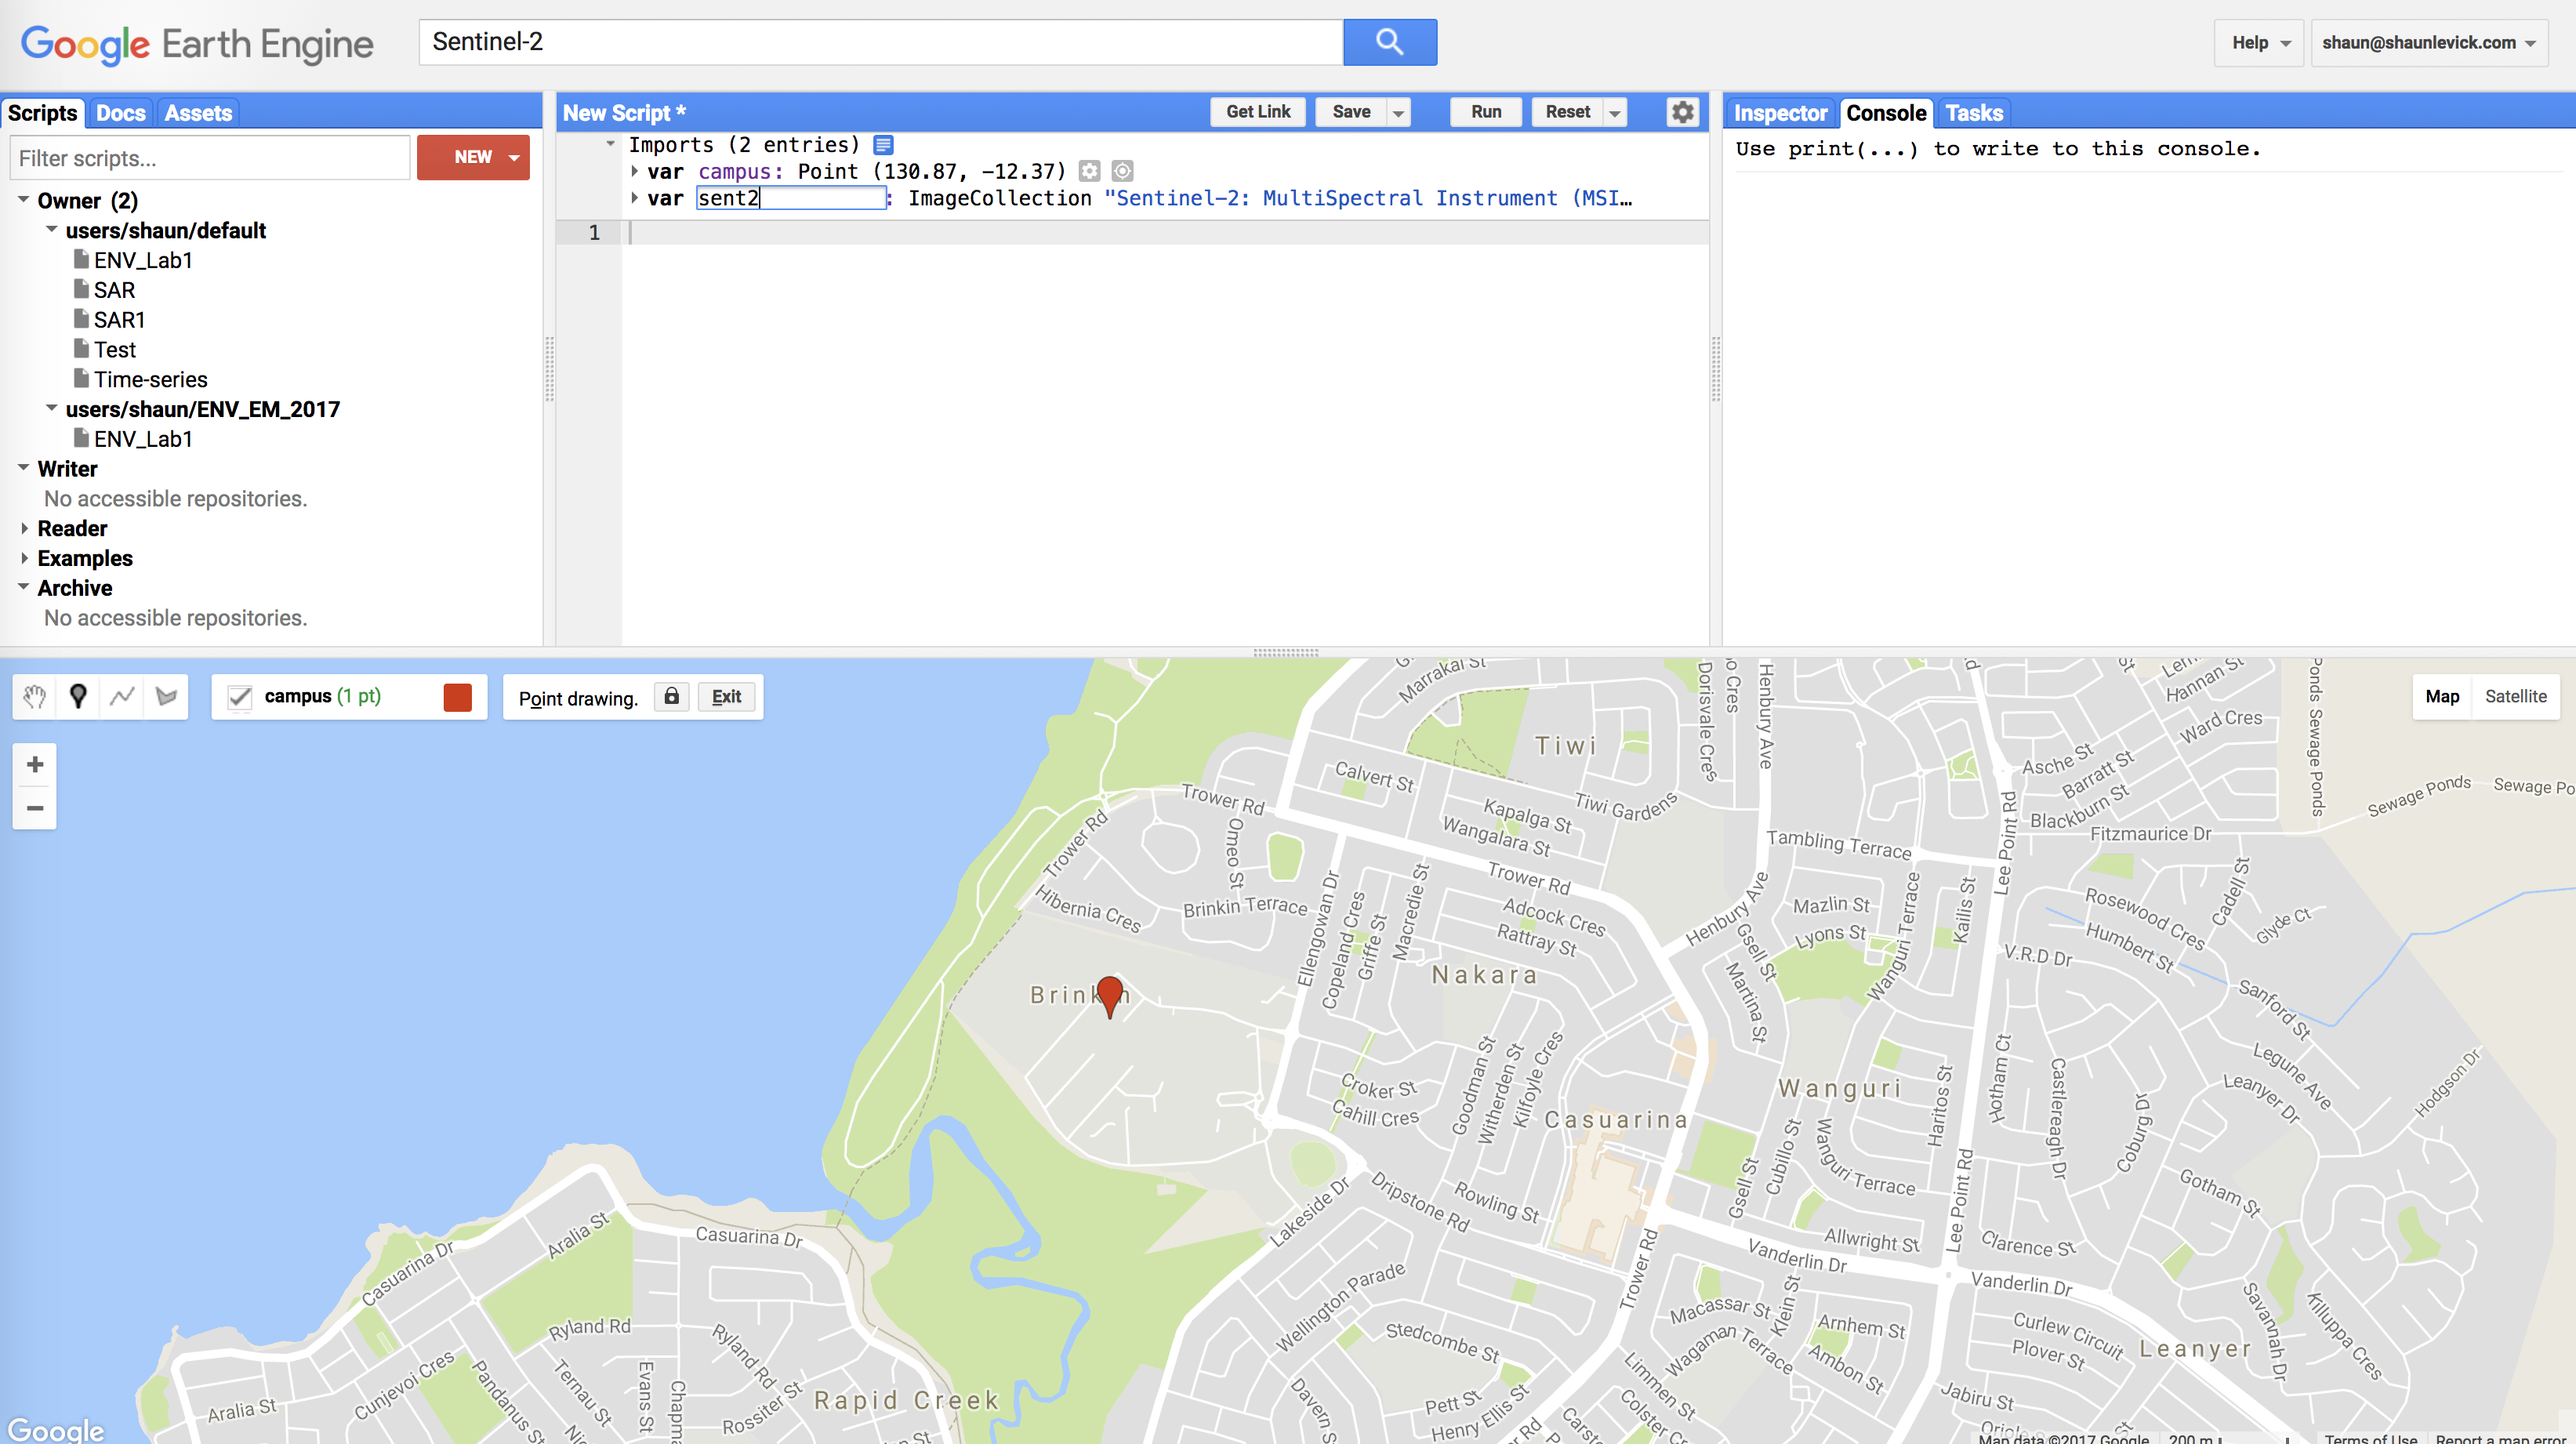 Google Earth Engine
Sentinel-2
Help
shaun@shaunlevick.com
Scripts Docs Assets
Filter scripts...
NEW
Owner (2)
users/shaun/default
ENV_Lab1
SAR
SAR1
Test
Time-series
users/shaun/ENV_EM_2017
ENV_Lab1
Writer
No accessible repositories.
Reader
Examples
Archive
No accessible repositories.
New Script *
Get Link Save Run Reset
Imports (2 entries)
var campus: Point (130.87, -12.37)
var sent2 : ImageCollection "Sentinel-2: MultiSpectral Instrument (MSI…
1
Inspector Console Tasks
Use print(...) to write to this console.
campus (1 pt)
Point drawing. Exit
Map Satellite
+
−
Marrakai St
Tiwi
Dorisvale Cres
Henbury Ave
Hannan St
Ward Cres
Asche St
Barratt St
Blackburn St
Fitzmaurice Dr
Ponds Sewage Ponds
Sewage Ponds
Sewage Po
Calvert St
Kapalga St
Tiwi Gardens
Wangalara St
Trower Rd
Trower Rd
Omeo St
Trower Rd
Tambling Terrace
Lee Point Rd
Hibernia Cres
Brinkin Terrace
Ellengowan Dr
Copeland Cres
Griffe St
Macredie St
Adcock Cres
Rattray St
Henbury Ave
Gsell St
Mazlin St
Lyons St
Wanguri Terrace
Kailis St
Rosewood Cres
Cadell St
Glyde Ct
Humbert St
V.R.D Dr
Sanford St
Nakara
Martina St
Croker St
Cahill Cres
Goodman St
Witherden St
Kilfoyle Cres
Casuarina
Wanguri
Haritos St
Hotham Ct
Castlereagh Dr
Coburg Dr
Legune Ave
Leanyer Dr
Hodgson Dr
Gotham St
Gsell St
Cubillo St
Wanguri Terrace
Lee Point Rd
Lakeside Dr
Dripstone Rd
Rowling St
Allwright St
Clarence St
Vanderlin Dr
Vanderlin Dr
Trower Rd
Casuarina Dr
Aralia St
Casuarina Dr
Wellington Parade
Macassar St
Klein St
Wagaman Terrace
Arnhem St
Ambon St
Curlew Circuit
Plover St
Leanyer
Savannah Dr
Killuppa Cres
Stedcombe St
Ryland Rd
Ryland Rd
Rossiter St
Evans St
Ternau St
Pandanus St
Cunjevoi Cres
Aralia St
Rapid Creek
Pett St
Henry Ellis St
Limmen St
Colster Cr
Jabiru St
Google
Map data ©2017 Google
200 m
Terms of Use
Report a map error